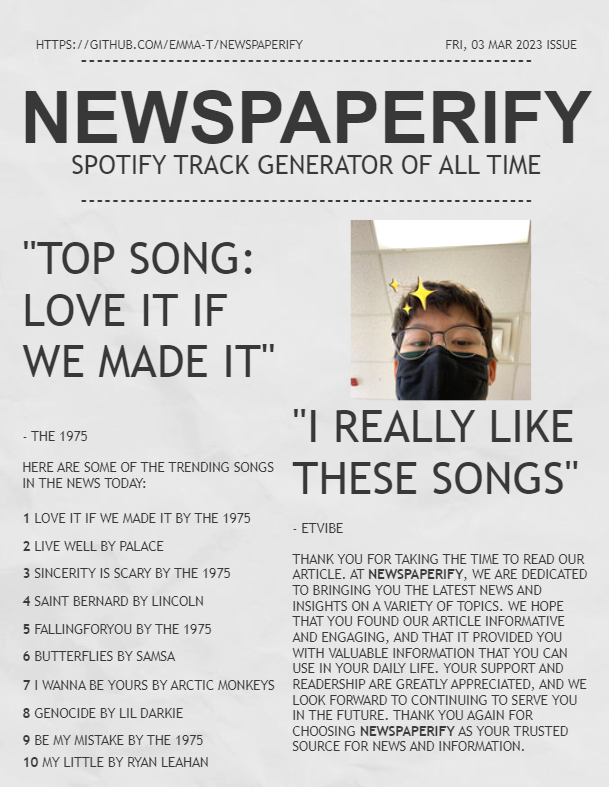 HTTPS://GITHUB.COM/EMMA-T/NEWSPAPERIFY
FRI, 03 MAR 2023 ISSUE
NEWSPAPERIFY
SPOTIFY TRACK GENERATOR OF ALL TIME
"TOP SONG:
LOVE IT IF
WE MADE IT"
- THE 1975
HERE ARE SOME OF THE TRENDING SONGS
IN THE NEWS TODAY:
1 LOVE IT IF WE MADE IT BY THE 1975
2 LIVE WELL BY PALACE
3 SINCERITY IS SCARY BY THE 1975
4 SAINT BERNARD BY LINCOLN
5 FALLINGFORYOU BY THE 1975
6 BUTTERFLIES BY SAMSA
7 I WANNA BE YOURS BY ARCTIC MONKEYS
8 GENOCIDE BY LIL DARKIE
9 BE MY MISTAKE BY THE 1975
10 MY LITTLE BY RYAN LEAHAN
"I REALLY LIKE
THESE SONGS"
- ETVIBE
THANK YOU FOR TAKING THE TIME TO READ OUR
ARTICLE. AT NEWSPAPERIFY, WE ARE DEDICATED
TO BRINGING YOU THE LATEST NEWS AND
INSIGHTS ON A VARIETY OF TOPICS. WE HOPE
THAT YOU FOUND OUR ARTICLE INFORMATIVE
AND ENGAGING, AND THAT IT PROVIDED YOU
WITH VALUABLE INFORMATION THAT YOU CAN
USE IN YOUR DAILY LIFE. YOUR SUPPORT AND
READERSHIP ARE GREATLY APPRECIATED, AND WE
LOOK FORWARD TO CONTINUING TO SERVE YOU
IN THE FUTURE. THANK YOU AGAIN FOR
CHOOSING NEWSPAPERIFY AS YOUR TRUSTED
SOURCE FOR NEWS AND INFORMATION.